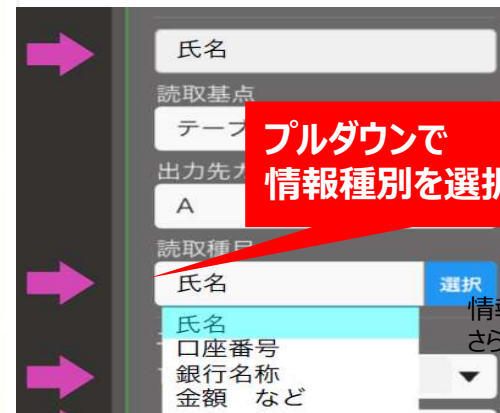 氏名
読取基点
テーブ
プルダウンで
情報種別を選択
出力先カ
A
読取種目
氏名
選択
情報
さら
氏名
口座番号
銀行名称
金額 など